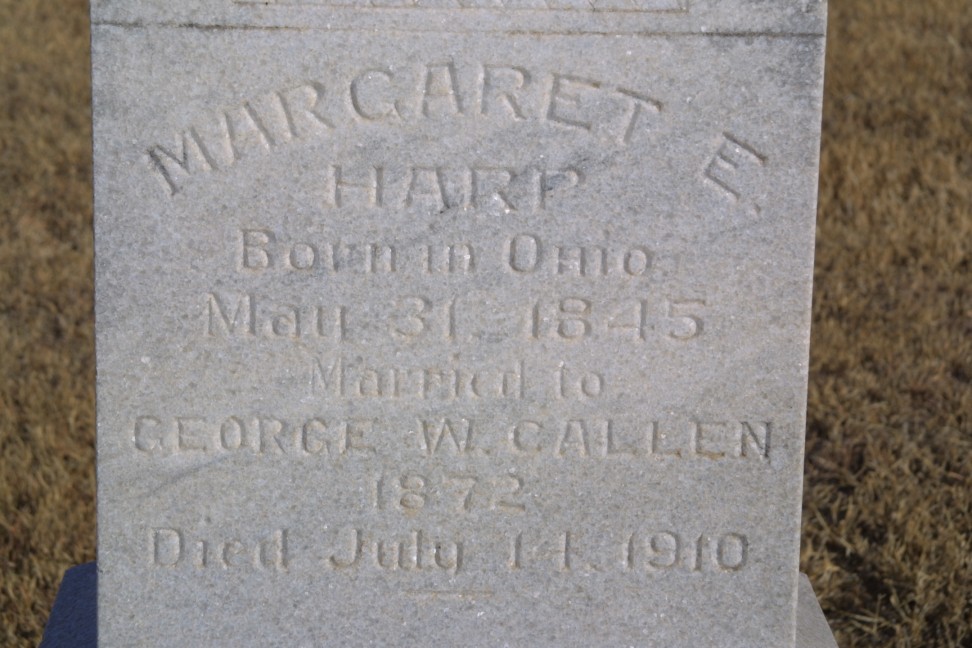 MARGARET E.
HARP
Born in Ohio
May 31, 1845
Married to
GEORGE W. CALLEN
1872
Died July 14, 1910